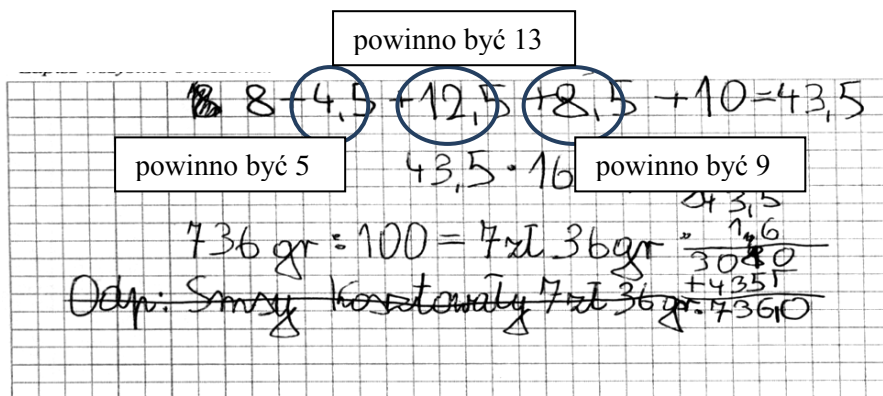 powinno być 13
8 + 4,5 + 12,5 + 8,5 + 10 = 43,5
powinno być 5
43,5 · 16
powinno być 9
43,5
· 1,6
736 gr : 100 = 7 zł 36 gr
+ 435
Odp: Smsy kosztowały 7 zł 36 gr.
7360